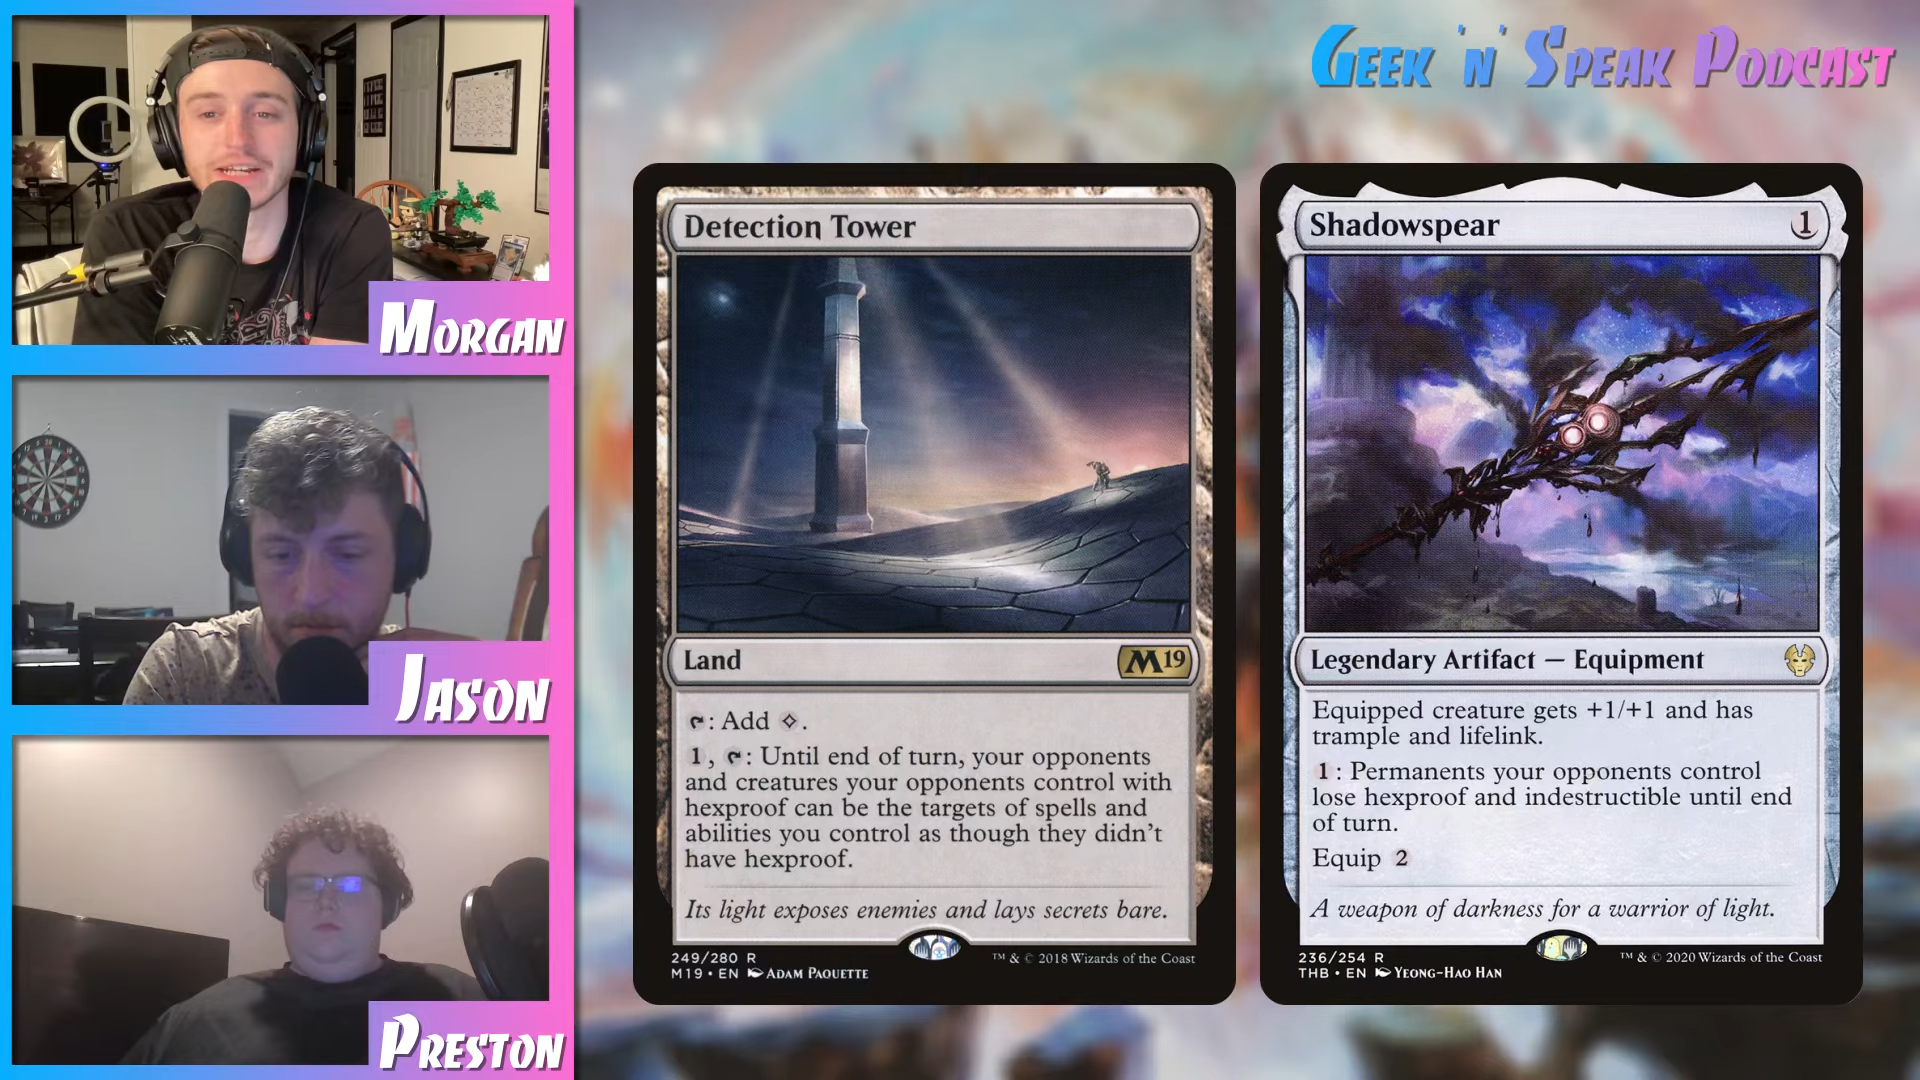 Geek 'n' Speak Podcast
Morgan
Jason
Preston
Detection Tower
Land
M19
: Add .
1, : Until end of turn, your opponents
and creatures your opponents control with
hexproof can be the targets of spells and
abilities you control as though they didn't
have hexproof.
Its light exposes enemies and lays secrets bare.
249/280 R
M19 • EN Adam Paquette
™ & © 2018 Wizards of the Coast
Shadowspear
1
Legendary Artifact — Equipment
Equipped creature gets +1/+1 and has
trample and lifelink.
1: Permanents your opponents control
lose hexproof and indestructible until end
of turn.
Equip 2
A weapon of darkness for a warrior of light.
236/254 R
THB • EN Yeong-Hao Han
™ & © 2020 Wizards of the Coast